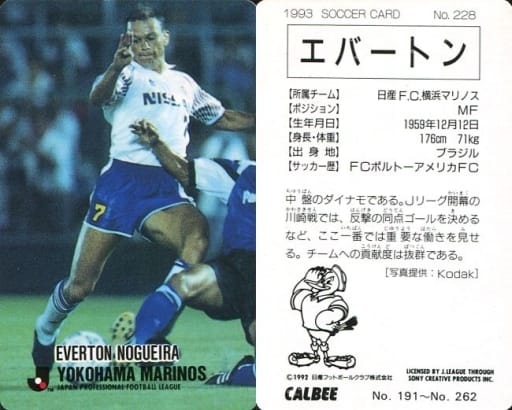 NISSAN
7
EVERTON NOGUEIRA
YOKOHAMA MARINOS
JAPAN PROFESSIONAL FOOTBALL LEAGUE
1993 SOCCER CARD No. 228
エバートン
【所属チーム】 日産F.C.横浜マリノス
【ポジション】 MF
【生年月日】 1959年12月12日
【身長・体重】 176cm 71kg
【出身地】 ブラジル
【サッカー歴】 FCポルトーアメリカFC
中盤のダイナモである。Jリーグ開幕の
川崎戦では、反撃の同点ゴールを決める
など、ここ一番では重要な働きを見せ
る。チームへの貢献度は抜群である。
[写真提供：Kodak]
©1992 日産フットボールクラブ株式会社
LICENSED BY J.LEAGUE THROUGH
SONY CREATIVE PRODUCTS INC.
CALBEE No. 191～No. 262